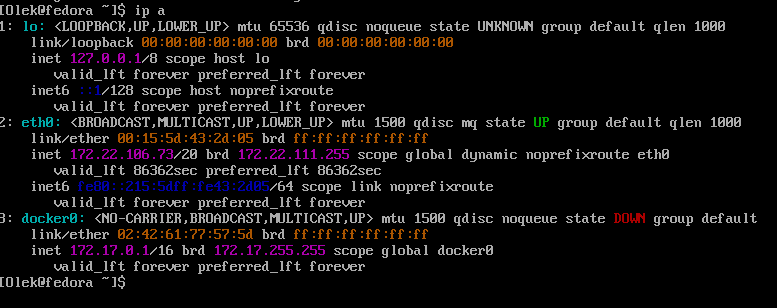 [Olek@fedora ~]$ ip a
1: lo: <LOOPBACK,UP,LOWER_UP> mtu 65536 qdisc noqueue state UNKNOWN group default qlen 1000
link/loopback 00:00:00:00:00:00 brd 00:00:00:00:00:00
inet 127.0.0.1/8 scope host lo
valid_lft forever preferred_lft forever
inet6 ::1/128 scope host noprefixroute
valid_lft forever preferred_lft forever
2: eth0: <BROADCAST,MULTICAST,UP,LOWER_UP> mtu 1500 qdisc mq state UP group default qlen 1000
link/ether 00:15:5d:43:2d:05 brd ff:ff:ff:ff:ff:ff
inet 172.22.106.73/20 brd 172.22.111.255 scope global dynamic noprefixroute eth0
valid_lft 86362sec preferred_lft 86362sec
inet6 fe80::215:5dff:fe43:2d05/64 scope link noprefixroute
valid_lft forever preferred_lft forever
3: docker0: <NO-CARRIER,BROADCAST,MULTICAST,UP> mtu 1500 qdisc noqueue state DOWN group default
link/ether 02:42:61:77:57:5d brd ff:ff:ff:ff:ff:ff
inet 172.17.0.1/16 brd 172.17.255.255 scope global docker0
valid_lft forever preferred_lft forever
[Olek@fedora ~]$